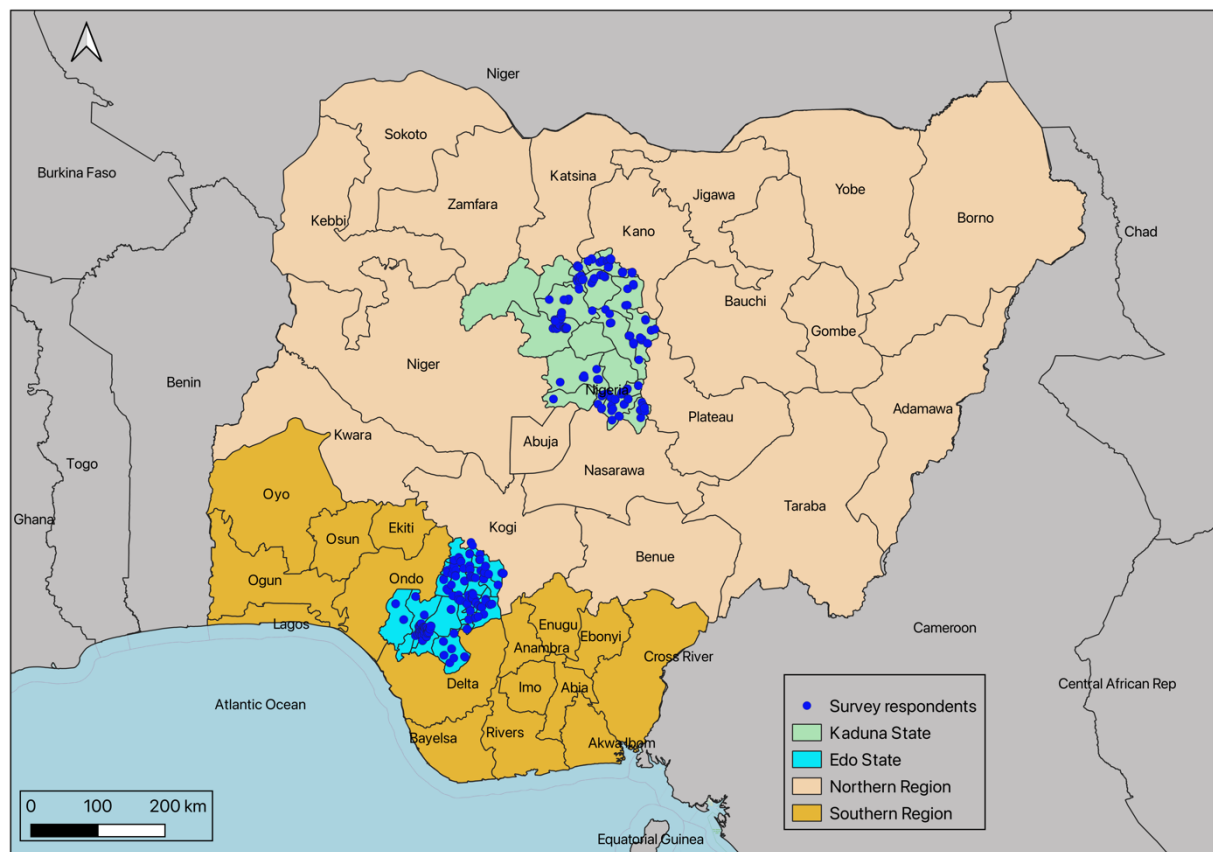 Niger
Sokoto
Katsina
Burkina Faso
Zamfara
Jigawa
Yobe
Kebbi
Kano
Borno
Chad
Bauchi
Gombe
Niger
Benin
Nigeria
Adamawa
Plateau
Kwara
Abuja
Togo
Nasarawa
Oyo
Taraba
Ghana
Kogi
Ekiti
Osun
Benue
Ogun
Ondo
Lagos
Enugu
Ebonyi
Cameroon
Anambra
Cross River
Delta
Imo
Abia
Central African Rep
Atlantic Ocean
Bayelsa
Rivers
Akwa Ibom
Survey respondents
Kaduna State
Edo State
Northern Region
Southern Region
0 100 200 km
Equatorial Guinea